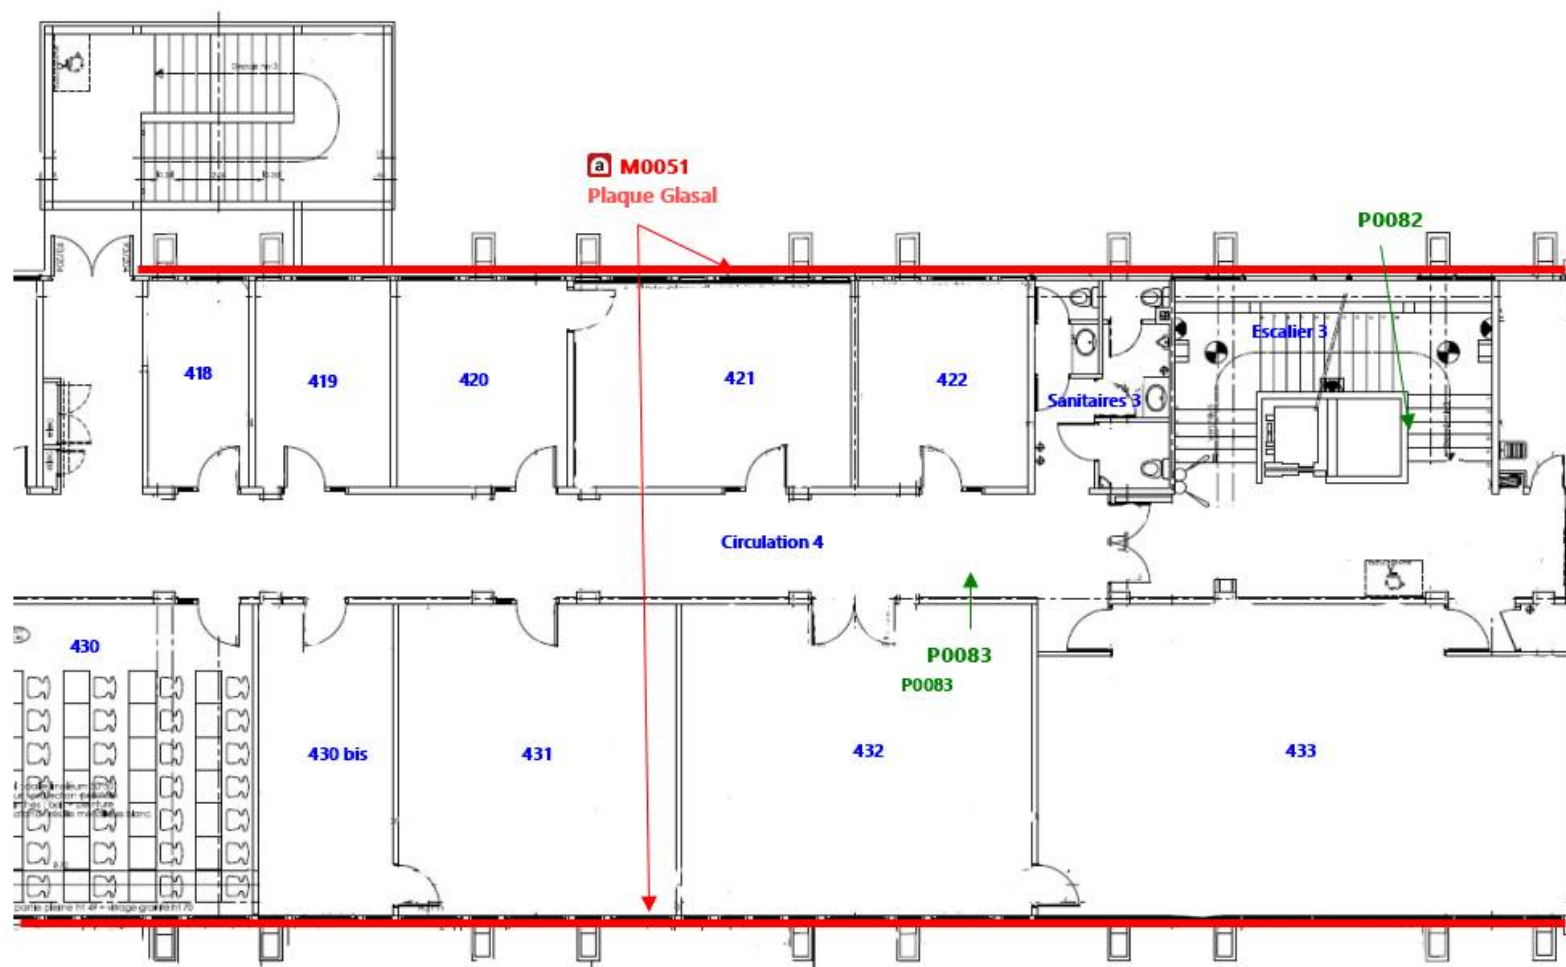 a M0051
Plaque Glasal
P0082
Escalier 3
418
419
420
421
422
Sanitaires 3
Circulation 4
430
P0083
P0083
430 bis
431
432
433